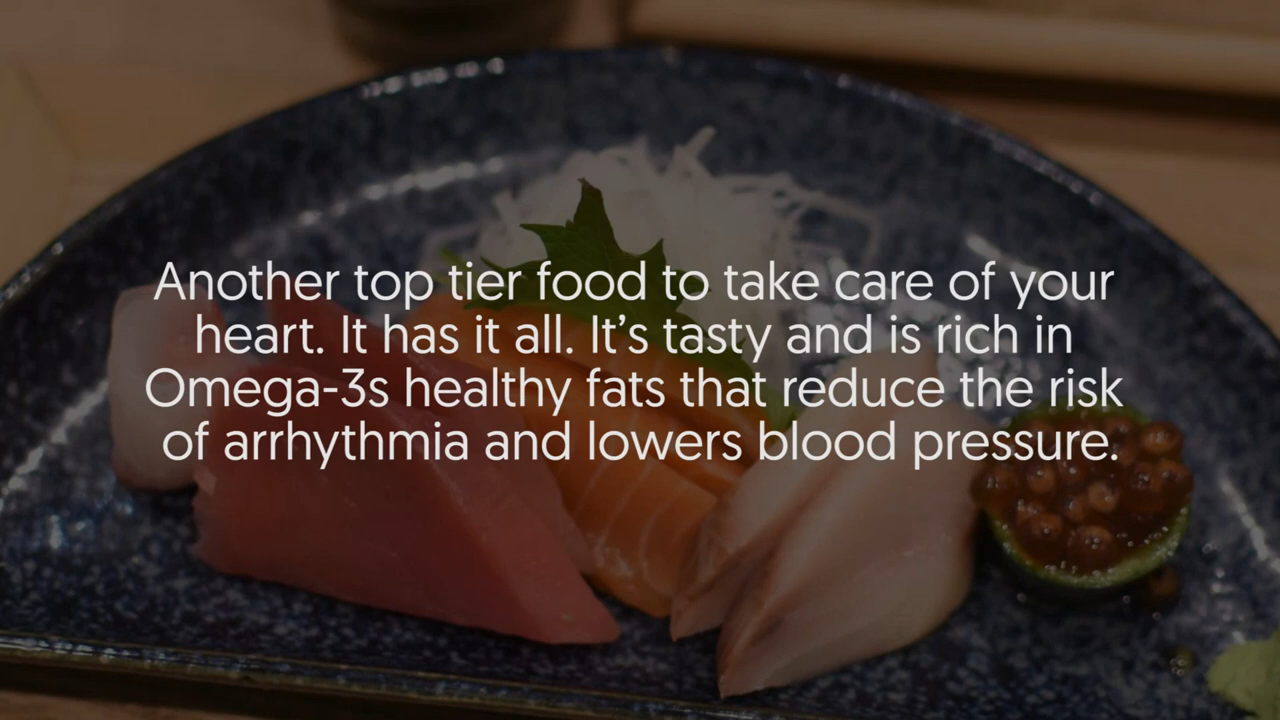 Another top tier food to take care of your
heart. It has it all. It’s tasty and is rich in
Omega-3s healthy fats that reduce the risk
of arrhythmia and lowers blood pressure.